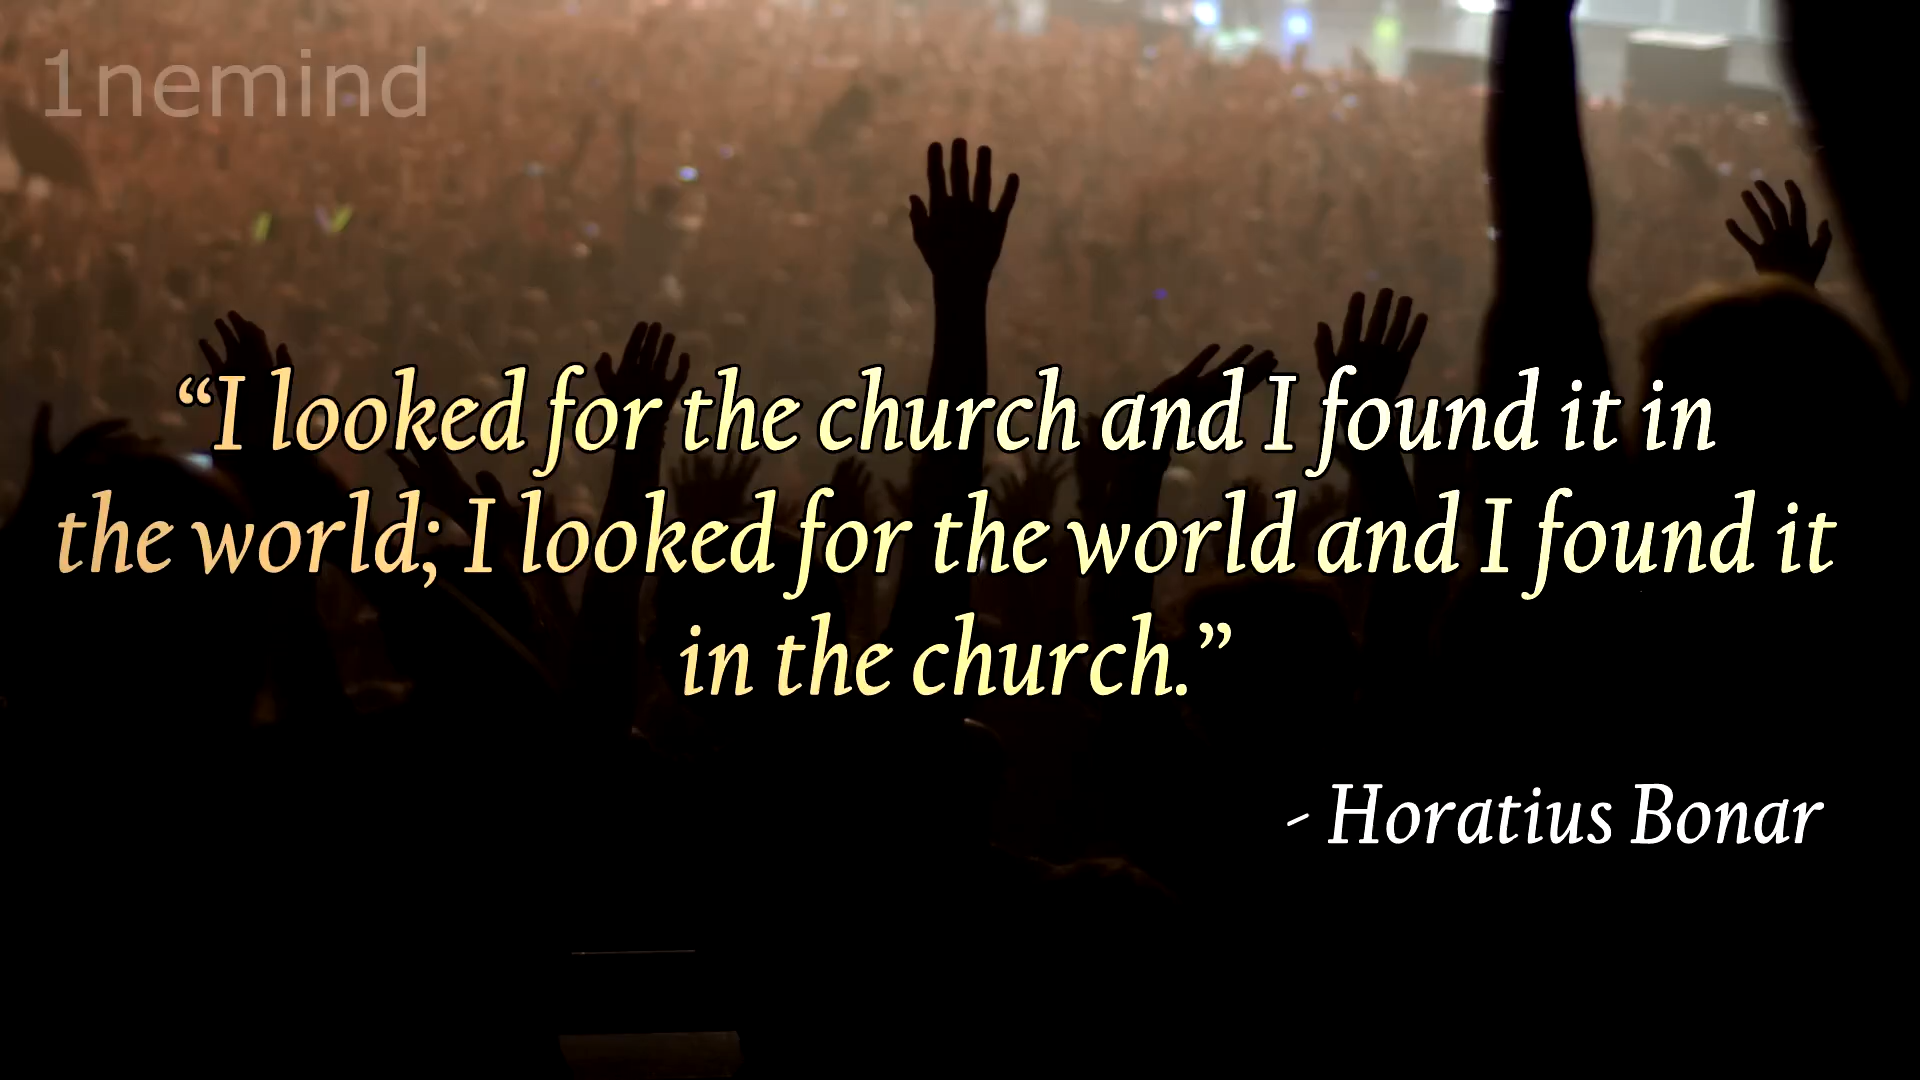 1nemind
“I looked for the church and I found it in
the world; I looked for the world and I found it
in the church.”
- Horatius Bonar